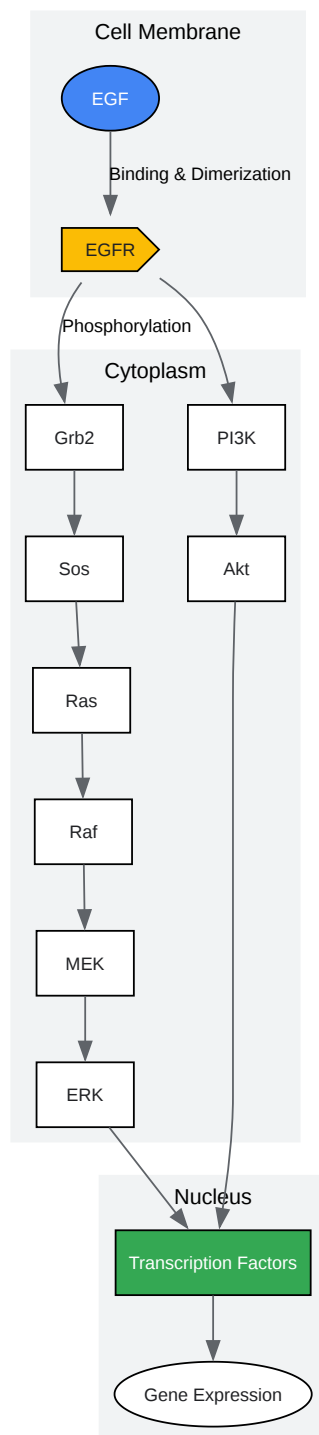 Cell Membrane
EGF
Binding & Dimerization
EGFR
Phosphorylation
Cytoplasm
Grb2
PI3K
Sos
Akt
Ras
Raf
MEK
ERK
Nucleus
Transcription Factors
Gene Expression